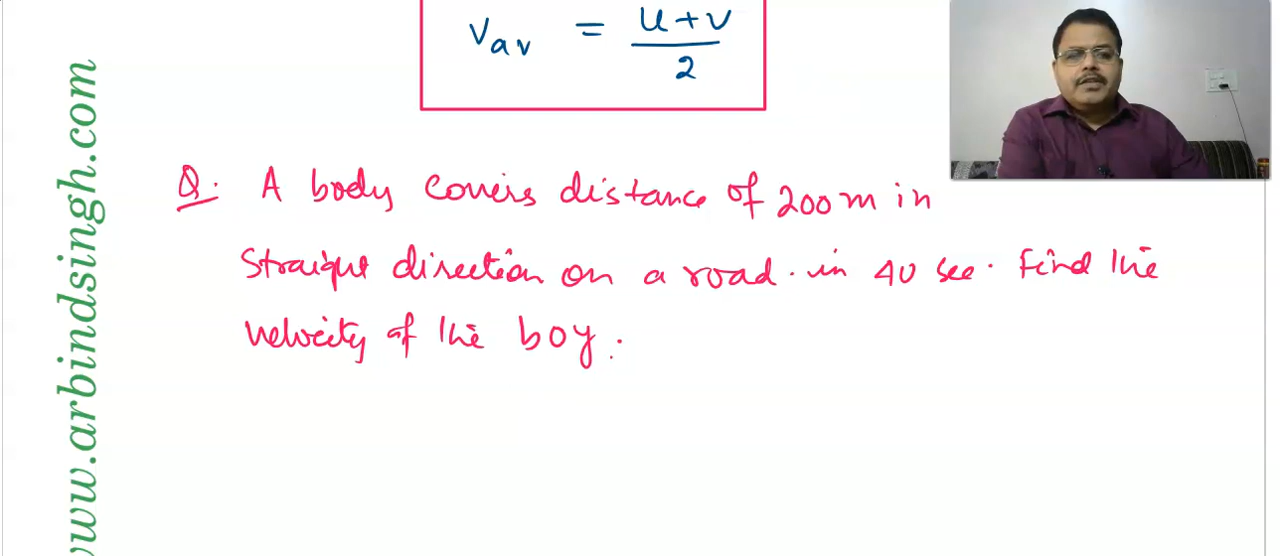 Vav = u+v
2
Q. A body covers distance of 200m in
straight direction on a road. in 40 sec. Find the
velocity of the boy.
www.arbindsingh.com